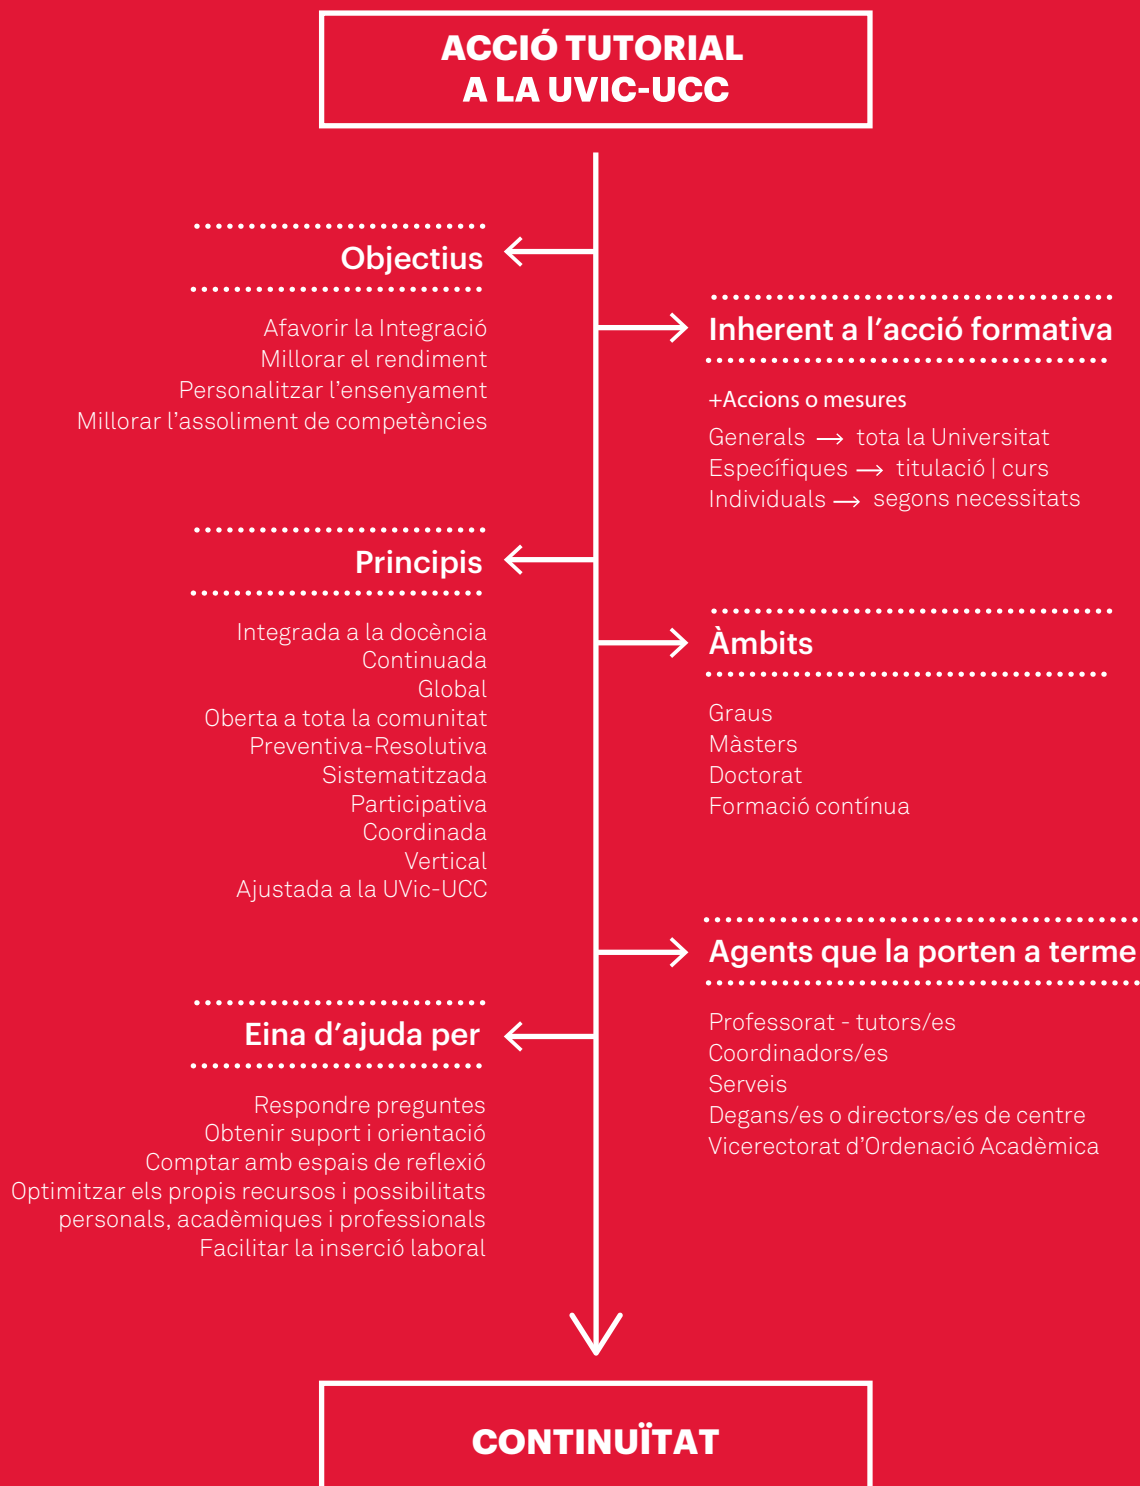 ACCIÓ TUTORIAL
A LA UVIC-UCC
Objectius
Afavorir la Integració
Millorar el rendiment
Personalitzar l'ensenyament
Millorar l'assoliment de competències
Inherent a l'acció formativa
+Accions o mesures
Generals → tota la Universitat
Específiques → titulació | curs
Individuals → segons necessitats
Principis
Integrada a la docència
Continuada
Global
Oberta a tota la comunitat
Preventiva-Resolutiva
Sistematitzada
Participativa
Coordinada
Vertical
Ajustada a la UVic-UCC
Àmbits
Graus
Màsters
Doctorat
Formació contínua
Agents que la porten a terme
Professorat - tutors/es
Coordinadors/es
Serveis
Degans/es o directors/es de centre
Vicerectorat d'Ordenació Acadèmica
Eina d'ajuda per
Respondre preguntes
Obtenir suport i orientació
Comptar amb espais de reflexió
Optimitzar els propis recursos i possibilitats
personals, acadèmiques i professionals
Facilitar la inserció laboral
CONTINUÏTAT